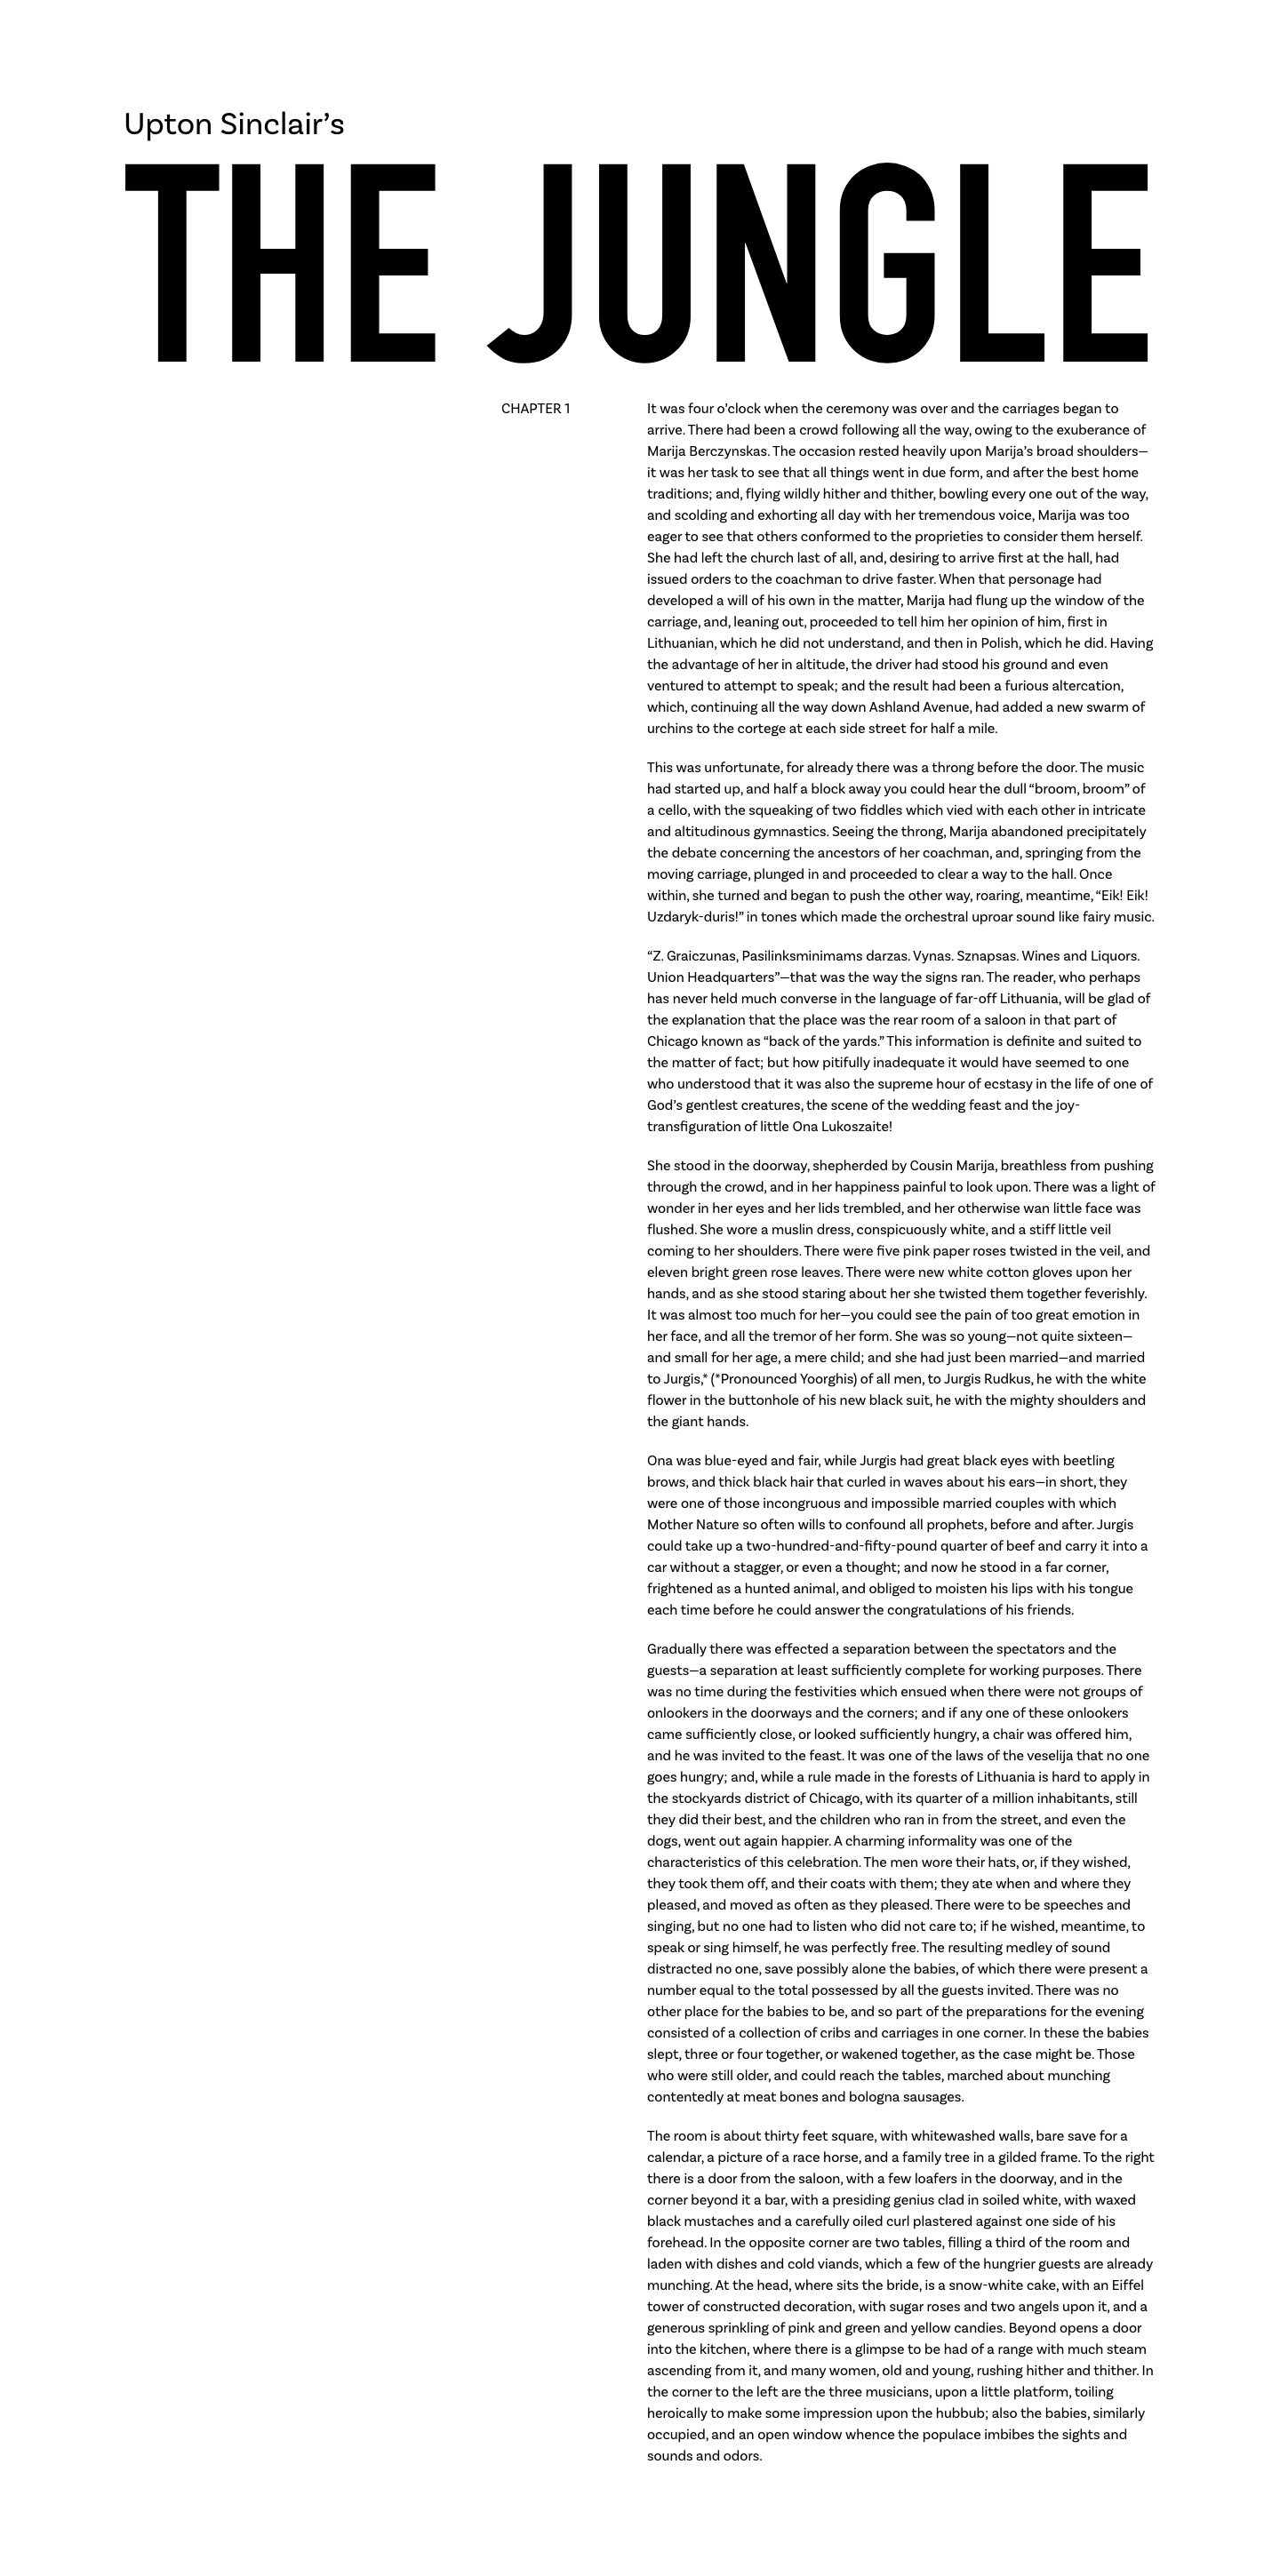 Upton Sinclair’s
THE JUNGLE
CHAPTER 1
It was four o’clock when the ceremony was over and the carriages began to
arrive. There had been a crowd following all the way, owing to the exuberance of
Marija Berczynskas. The occasion rested heavily upon Marija’s broad shoulders—
it was her task to see that all things went in due form, and after the best home
traditions; and, flying wildly hither and thither, bowling every one out of the way,
and scolding and exhorting all day with her tremendous voice, Marija was too
eager to see that others conformed to the proprieties to consider them herself.
She had left the church last of all, and, desiring to arrive first at the hall, had
issued orders to the coachman to drive faster. When that personage had
developed a will of his own in the matter, Marija had flung up the window of the
carriage, and, leaning out, proceeded to tell him her opinion of him, first in
Lithuanian, which he did not understand, and then in Polish, which he did. Having
the advantage of her in altitude, the driver had stood his ground and even
ventured to attempt to speak; and the result had been a furious altercation,
which, continuing all the way down Ashland Avenue, had added a new swarm of
urchins to the cortege at each side street for half a mile.
This was unfortunate, for already there was a throng before the door. The music
had started up, and half a block away you could hear the dull “broom, broom” of
a cello, with the squeaking of two fiddles which vied with each other in intricate
and altitudinous gymnastics. Seeing the throng, Marija abandoned precipitately
the debate concerning the ancestors of her coachman, and, springing from the
moving carriage, plunged in and proceeded to clear a way to the hall. Once
within, she turned and began to push the other way, roaring, meantime, “Eik! Eik!
Uzdaryk-duris!” in tones which made the orchestral uproar sound like fairy music.
“Z. Graiczunas, Pasilinksminimams darzas. Vynas. Sznapsas. Wines and Liquors.
Union Headquarters”—that was the way the signs ran. The reader, who perhaps
has never held much converse in the language of far-off Lithuania, will be glad of
the explanation that the place was the rear room of a saloon in that part of
Chicago known as “back of the yards.” This information is definite and suited to
the matter of fact; but how pitifully inadequate it would have seemed to one
who understood that it was also the supreme hour of ecstasy in the life of one of
God’s gentlest creatures, the scene of the wedding feast and the joy-
transfiguration of little Ona Lukoszaite!
She stood in the doorway, shepherded by Cousin Marija, breathless from pushing
through the crowd, and in her happiness painful to look upon. There was a light of
wonder in her eyes and her lids trembled, and her otherwise wan little face was
flushed. She wore a muslin dress, conspicuously white, and a stiff little veil
coming to her shoulders. There were five pink paper roses twisted in the veil, and
eleven bright green rose leaves. There were new white cotton gloves upon her
hands, and as she stood staring about her she twisted them together feverishly.
It was almost too much for her—you could see the pain of too great emotion in
her face, and all the tremor of her form. She was so young—not quite sixteen—
and small for her age, a mere child; and she had just been married—and married
to Jurgis,* (*Pronounced Yoorghis) of all men, to Jurgis Rudkus, he with the white
flower in the buttonhole of his new black suit, he with the mighty shoulders and
the giant hands.
Ona was blue-eyed and fair, while Jurgis had great black eyes with beetling
brows, and thick black hair that curled in waves about his ears—in short, they
were one of those incongruous and impossible married couples with which
Mother Nature so often wills to confound all prophets, before and after. Jurgis
could take up a two-hundred-and-fifty-pound quarter of beef and carry it into a
car without a stagger, or even a thought; and now he stood in a far corner,
frightened as a hunted animal, and obliged to moisten his lips with his tongue
each time before he could answer the congratulations of his friends.
Gradually there was effected a separation between the spectators and the
guests—a separation at least sufficiently complete for working purposes. There
was no time during the festivities which ensued when there were not groups of
onlookers in the doorways and the corners; and if any one of these onlookers
came sufficiently close, or looked sufficiently hungry, a chair was offered him,
and he was invited to the feast. It was one of the laws of the veselija that no one
goes hungry; and, while a rule made in the forests of Lithuania is hard to apply in
the stockyards district of Chicago, with its quarter of a million inhabitants, still
they did their best, and the children who ran in from the street, and even the
dogs, went out again happier. A charming informality was one of the
characteristics of this celebration. The men wore their hats, or, if they wished,
they took them off, and their coats with them; they ate when and where they
pleased, and moved as often as they pleased. There were to be speeches and
singing, but no one had to listen who did not care to; if he wished, meantime, to
speak or sing himself, he was perfectly free. The resulting medley of sound
distracted no one, save possibly alone the babies, of which there were present a
number equal to the total possessed by all the guests invited. There was no
other place for the babies to be, and so part of the preparations for the evening
consisted of a collection of cribs and carriages in one corner. In these the babies
slept, three or four together, or wakened together, as the case might be. Those
who were still older, and could reach the tables, marched about munching
contentedly at meat bones and bologna sausages.
The room is about thirty feet square, with whitewashed walls, bare save for a
calendar, a picture of a race horse, and a family tree in a gilded frame. To the right
there is a door from the saloon, with a few loafers in the doorway, and in the
corner beyond it a bar, with a presiding genius clad in soiled white, with waxed
black mustaches and a carefully oiled curl plastered against one side of his
forehead. In the opposite corner are two tables, filling a third of the room and
laden with dishes and cold viands, which a few of the hungrier guests are already
munching. At the head, where sits the bride, is a snow-white cake, with an Eiffel
tower of constructed decoration, with sugar roses and two angels upon it, and a
generous sprinkling of pink and green and yellow candies. Beyond opens a door
into the kitchen, where there is a glimpse to be had of a range with much steam
ascending from it, and many women, old and young, rushing hither and thither. In
the corner to the left are the three musicians, upon a little platform, toiling
heroically to make some impression upon the hubbub; also the babies, similarly
occupied, and an open window whence the populace imbibes the sights and
sounds and odors.